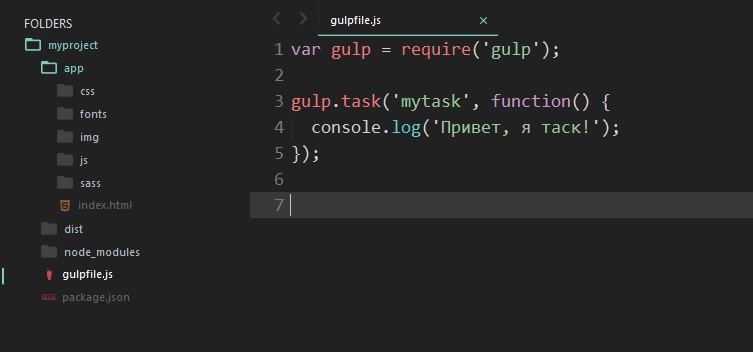 FOLDERS
myproject
app
css
fonts
img
js
sass
index.html
dist
node_modules
gulpfile.js
package.json
gulpfile.js ×
1 var gulp = require('gulp');
2
3 gulp.task('mytask', function() {
4 console.log('Привет, я таск!');
5 });
6
7